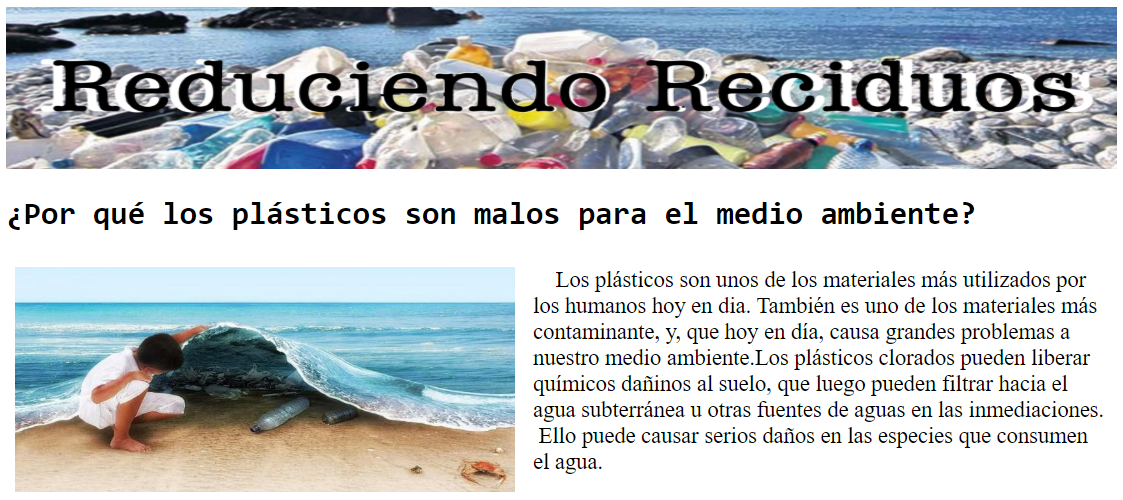 Reduciendo Reciduos
¿Por qué los plásticos son malos para el medio ambiente?
Los plásticos son unos de los materiales más utilizados por
los humanos hoy en dia. También es uno de los materiales más
contaminante, y, que hoy en día, causa grandes problemas a
nuestro medio ambiente.Los plásticos clorados pueden liberar
químicos dañinos al suelo, que luego pueden filtrar hacia el
agua subterránea u otras fuentes de aguas en las inmediaciones.
Ello puede causar serios daños en las especies que consumen
el agua.